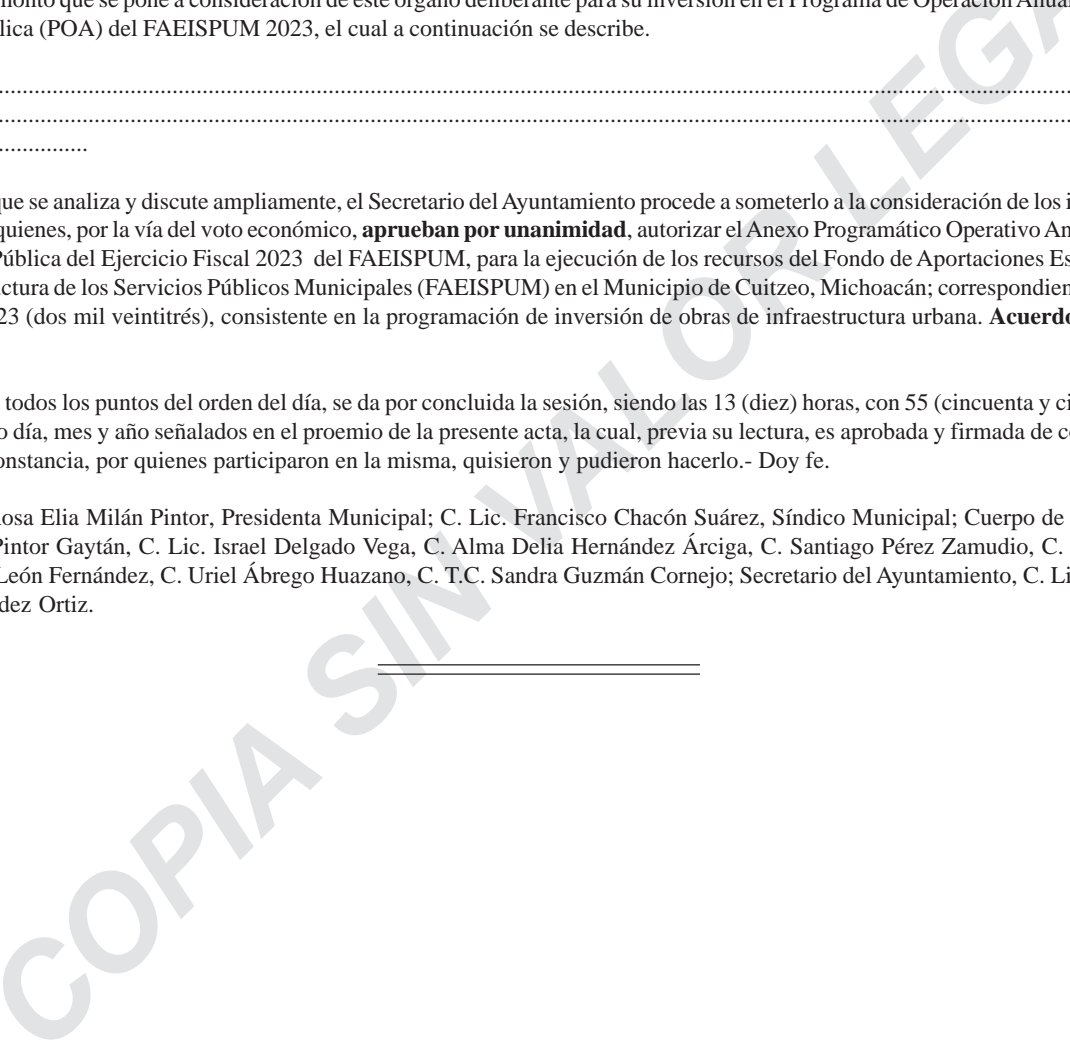 monto que se pone a consideración de este órgano deliberante para su inversión en el Programa de Operación Anual
lica (POA) del FAEISPUM 2023, el cual a continuación se describe.
....................................................................................................................................................................................
....................................................................................................................................................................................
...............
que se analiza y discute ampliamente, el Secretario del Ayuntamiento procede a someterlo a la consideración de los i
quienes, por la vía del voto económico, aprueban por unanimidad, autorizar el Anexo Programático Operativo An
Pública del Ejercicio Fiscal 2023 del FAEISPUM, para la ejecución de los recursos del Fondo de Aportaciones Es
uctura de los Servicios Públicos Municipales (FAEISPUM) en el Municipio de Cuitzeo, Michoacán; correspondien
23 (dos mil veintitrés), consistente en la programación de inversión de obras de infraestructura urbana. Acuerdo
todos los puntos del orden del día, se da por concluida la sesión, siendo las 13 (diez) horas, con 55 (cincuenta y ci
o día, mes y año señalados en el proemio de la presente acta, la cual, previa su lectura, es aprobada y firmada de co
onstancia, por quienes participaron en la misma, quisieron y pudieron hacerlo.- Doy fe.
osa Elia Milán Pintor, Presidenta Municipal; C. Lic. Francisco Chacón Suárez, Síndico Municipal; Cuerpo de
Pintor Gaytán, C. Lic. Israel Delgado Vega, C. Alma Delia Hernández Árciga, C. Santiago Pérez Zamudio, C.
León Fernández, C. Uriel Ábrego Huazano, C. T.C. Sandra Guzmán Cornejo; Secretario del Ayuntamiento, C. Li
dez Ortiz.
COPIA SIN VALOR LEGA